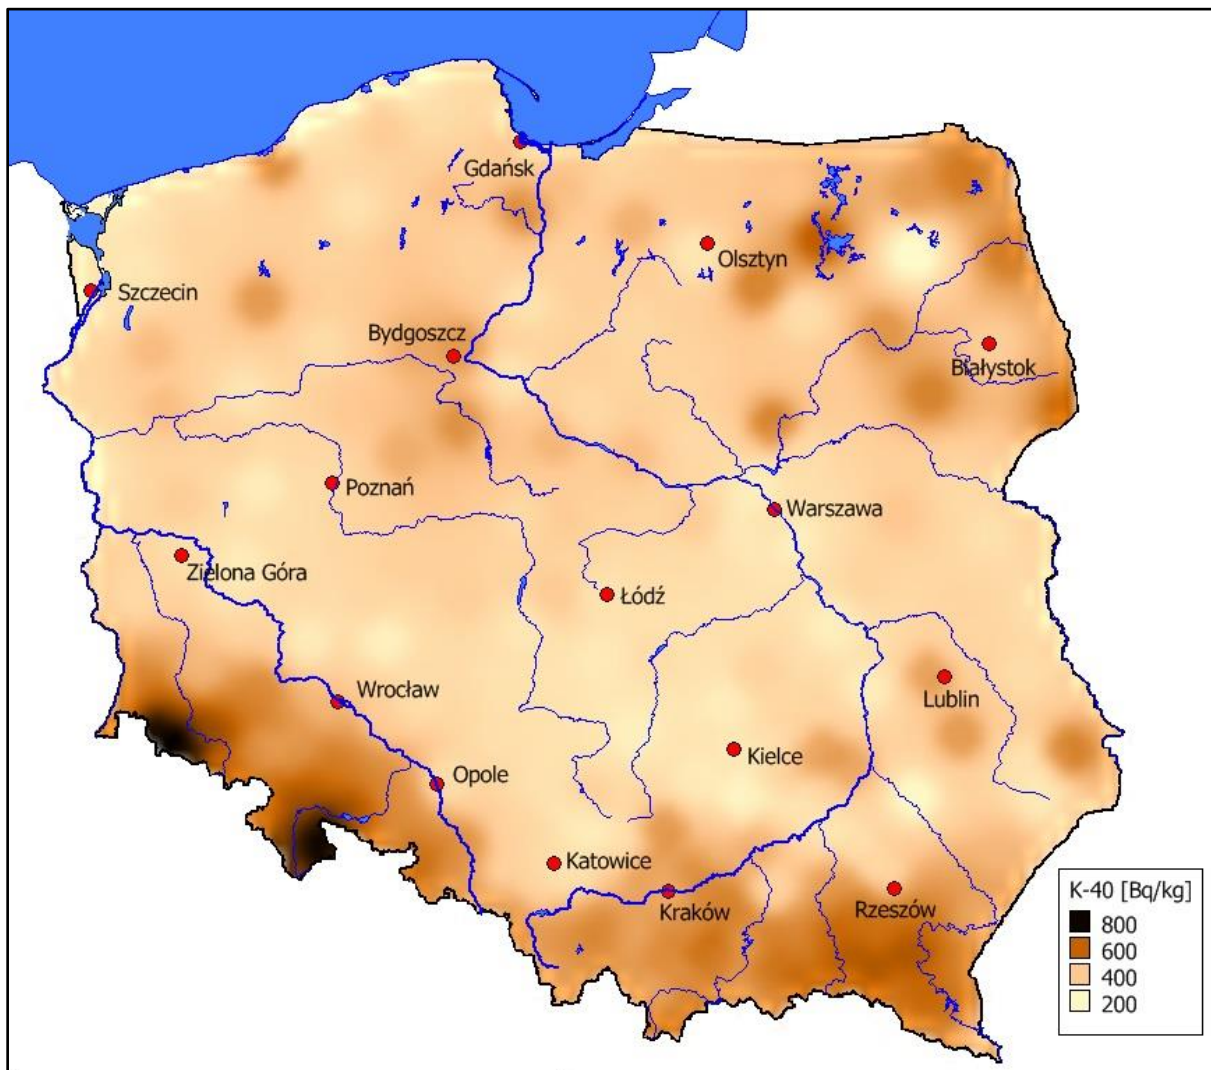 Gdańsk
Olsztyn
Szczecin
Bydgoszcz
Białystok
Poznań
Warszawa
Zielona Góra
Łódź
Wrocław
Lublin
Kielce
Opole
Katowice
Kraków
Rzeszów
K-40 [Bq/kg]
800
600
400
200